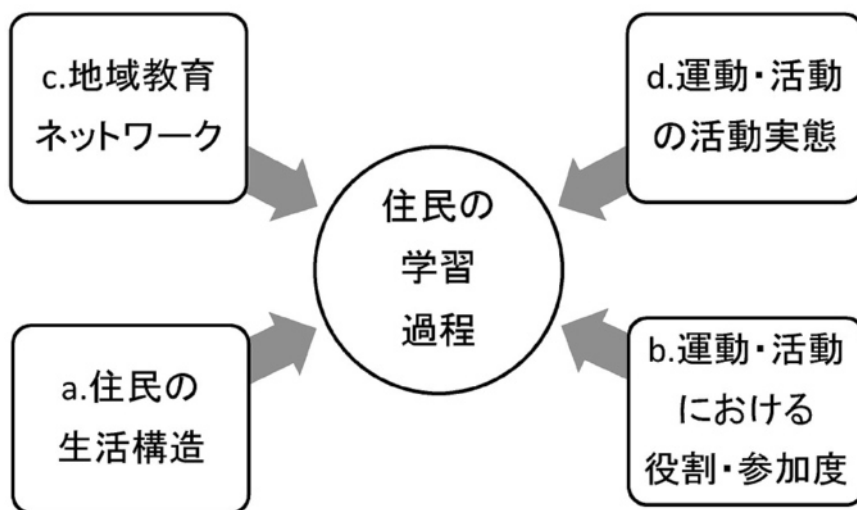 c.地域教育
ネットワーク
d.運動・活動
の活動実態
住民の
学習
過程
a.住民の
生活構造
b.運動・活動
における
役割・参加度